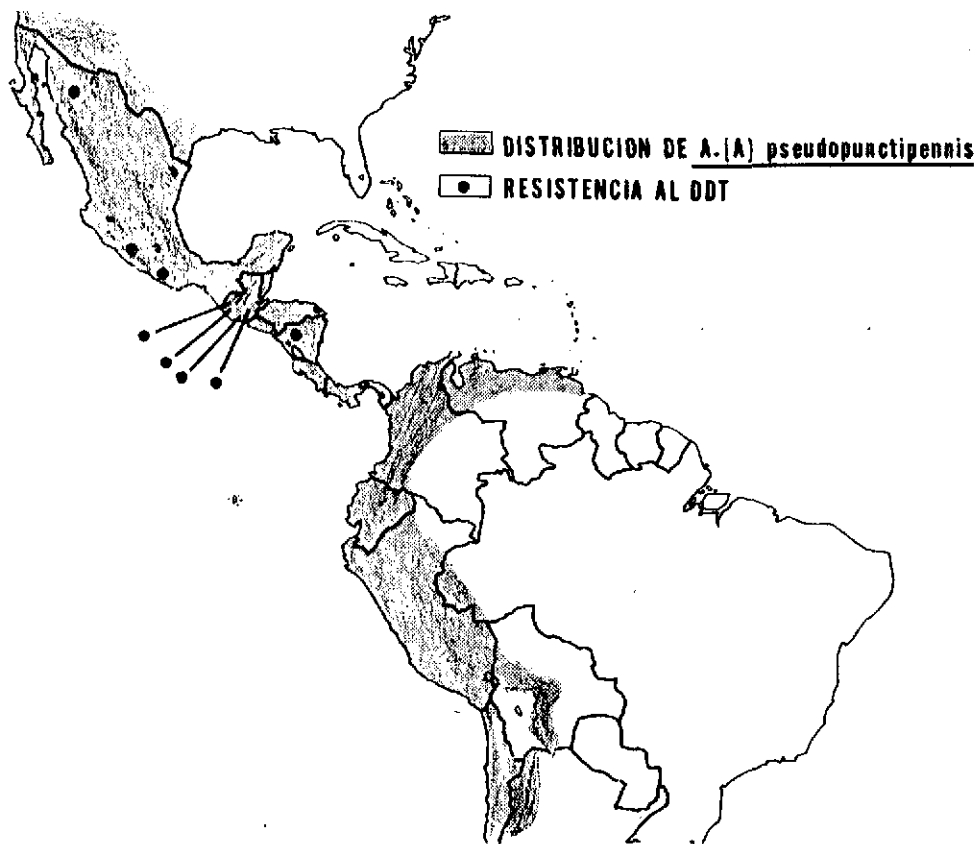 DISTRIBUCION DE A.(A) pseudopunctipennis
RESISTENCIA AL DDT